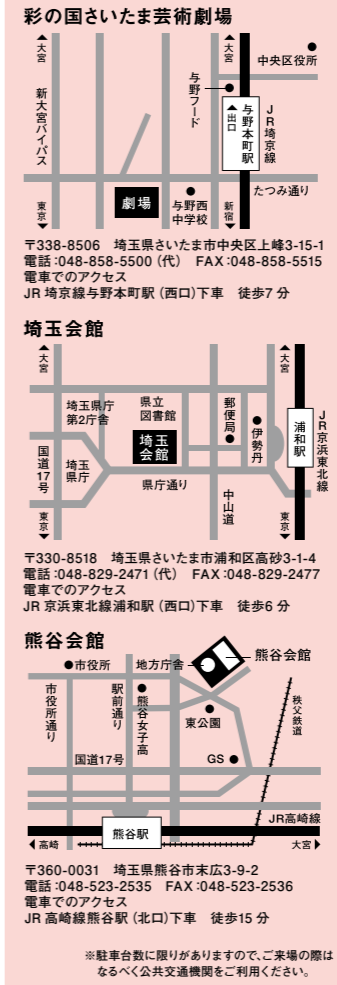 彩の国さいたま芸術劇場
▲大宮
▲大宮
中央区役所
与野フード
新大宮バイパス
▲出口
与野本町駅
JR埼京線
たつみ通り
劇場
与野西
中学校
東京▼
新宿▼
〒338-8506 埼玉県さいたま市中央区上峰3-15-1
電話：048-858-5500（代） FAX：048-858-5515
電車でのアクセス
JR 埼京線与野本町駅（西口）下車 徒歩7 分
埼玉会館
▲大宮
▲大宮
埼玉県庁
第2庁舎
県立
図書館
郵便局
伊勢丹
浦和駅
JR京浜東北線
埼玉
会館
国道17号
埼玉
県庁
県庁通り
中山道
東京▼
東京▼
〒330-8518 埼玉県さいたま市浦和区高砂3-1-4
電話：048-829-2471（代） FAX：048-829-2477
電車でのアクセス
JR 京浜東北線浦和駅（西口）下車 徒歩6 分
熊谷会館
市役所
地方庁舎
熊谷会館
市役所通り
駅前通り
熊谷女子高
東公園
秩父鉄道
国道17号
GS
JR高崎線
熊谷駅
◀高崎
大宮▶
〒360-0031 埼玉県熊谷市末広3-9-2
電話：048-523-2535 FAX：048-523-2536
電車でのアクセス
JR 高崎線熊谷駅（北口）下車 徒歩15 分
※駐車台数に限りがありますので、ご来場の際は
なるべく公共交通機関をご利用ください。